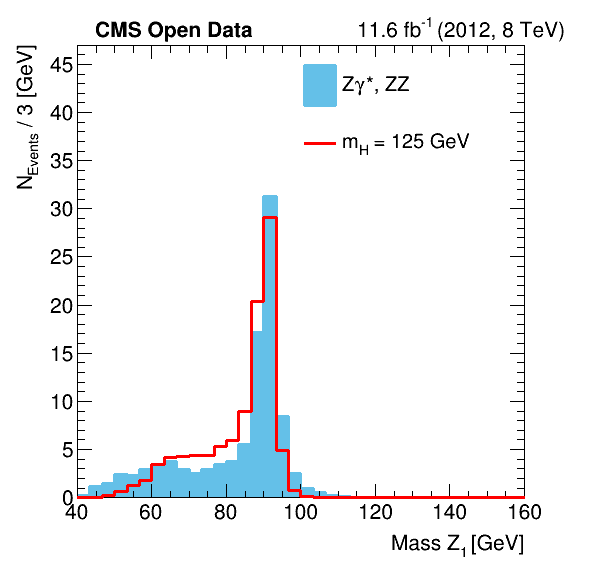 CMS Open Data 11.6 fb⁻¹ (2012, 8 TeV)
N_Events / 3 [GeV]
45
40
35
30
25
20
15
10
5
0
Zγ*, ZZ
m_H = 125 GeV
40 60 80 100 120 140 160
Mass Z₁ [GeV]